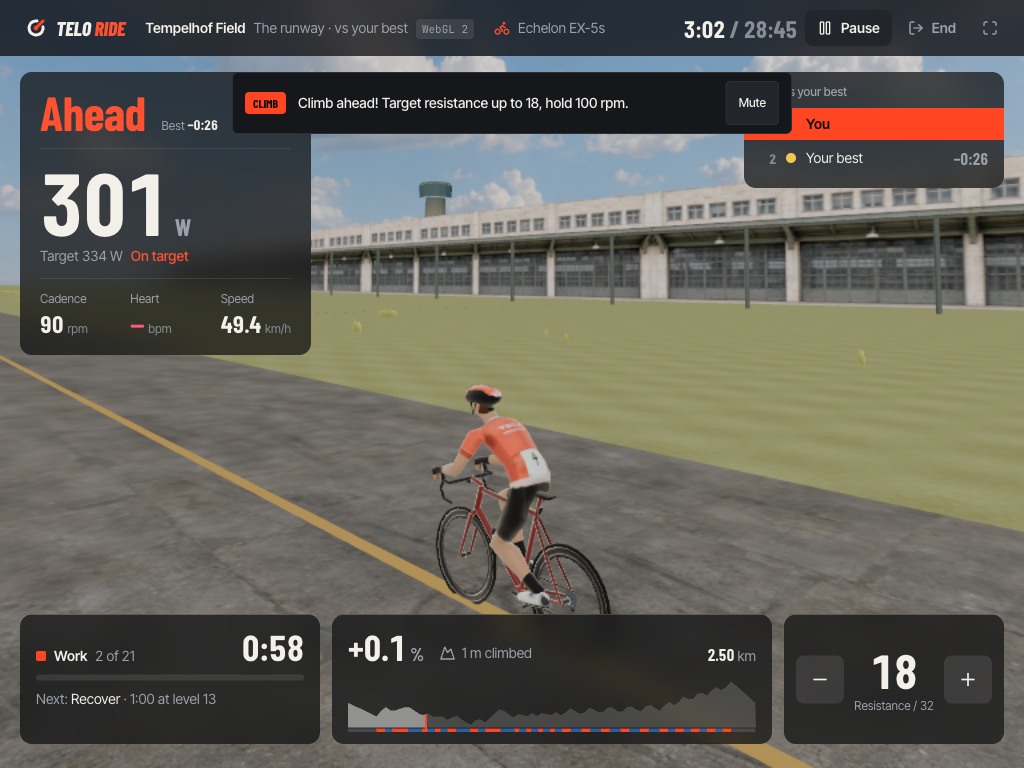 TELO RIDE Tempelhof Field The runway · vs your best WebGL 2 Echelon EX-5s 3:02 / 28:45 Pause End
Ahead Best −0:26
CLIMB Climb ahead! Target resistance up to 18, hold 100 rpm. Mute
s your best
You
2 Your best −0:26
301 W
Target 334 W On target
Cadence Heart Speed
90 rpm – bpm 49.4 km/h
Work 2 of 21 0:58
Next: Recover · 1:00 at level 13
+0.1 % 1 m climbed 2.50 km
− 18 +
Resistance / 32